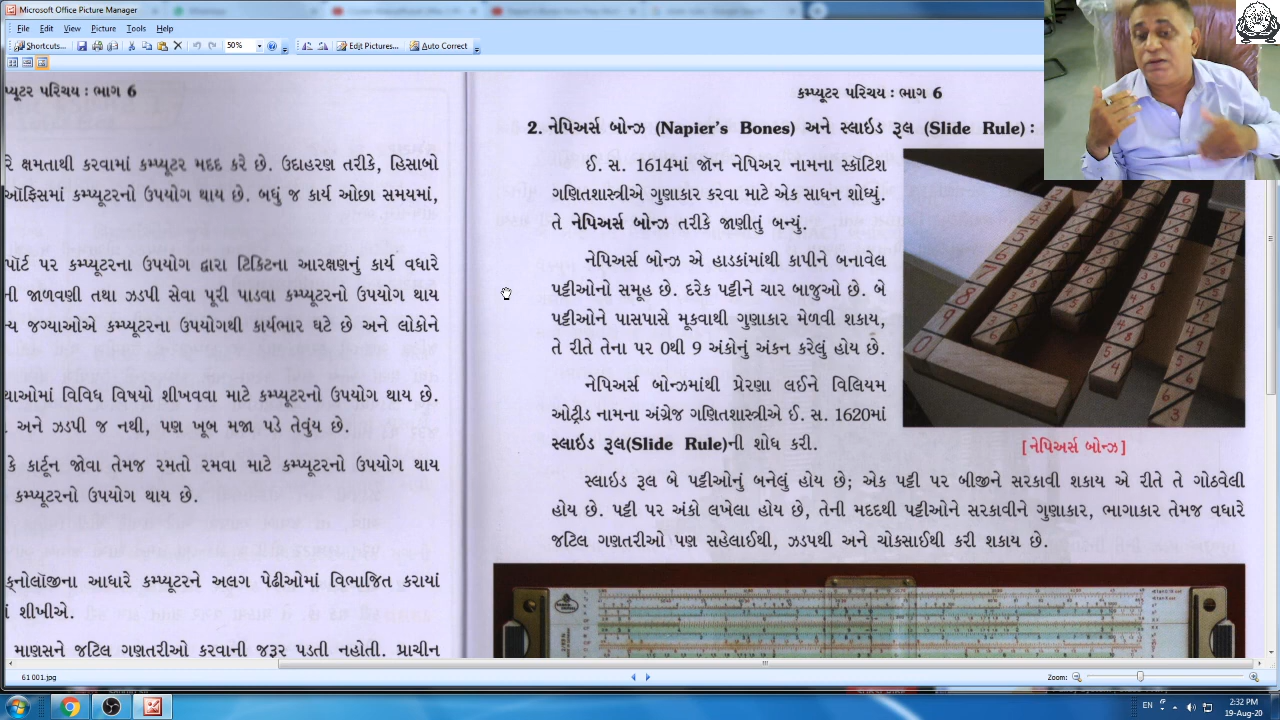 Microsoft Office Picture Manager
File Edit View Picture Tools Help
Shortcuts... 50% Edit Pictures... Auto Correct
પ્યૂટર પરિચય : ભાગ 6
રે ક્ષમતાથી કરવામાં કમ્પ્યૂટર મદદ કરે છે. ઉદાહરણ તરીકે, હિસાબો
ઑફિસમાં કમ્પ્યૂટરનો ઉપયોગ થાય છે. બધું જ કાર્ય ઓછા સમયમાં,
પૉર્ટ પર કમ્પ્યૂટરના ઉપયોગ દ્વારા ટિકિટના આરક્ષણનું કાર્ય વધારે
ની જાળવણી તથા ઝડપી સેવા પૂરી પાડવા કમ્પ્યૂટરનો ઉપયોગ થાય
ન્ય જગ્યાઓએ કમ્પ્યૂટરના ઉપયોગથી કાર્યભાર ઘટે છે અને લોકોને
થાઓમાં વિવિધ વિષયો શીખવવા માટે કમ્પ્યૂટરનો ઉપયોગ થાય છે.
. અને ઝડપી જ નથી, પણ ખૂબ મજા પડે તેવુંય છે.
કે કાર્ટૂન જોવા તેમજ રમતો રમવા માટે કમ્પ્યૂટરનો ઉપયોગ થાય
કમ્પ્યૂટરનો ઉપયોગ થાય છે.
ક્નોલૉજીના આધારે કમ્પ્યૂટરને અલગ પેઢીઓમાં વિભાજિત કરાયાં
શીખીએ.
માણસને જટિલ ગણતરીઓ કરવાની જરૂર પડતી નહોતી. પ્રાચીન
કમ્પ્યૂટર પરિચય : ભાગ 6
2. નેપિઅર્સ બોન્ઝ (Napier's Bones) અને સ્લાઇડ રૂલ (Slide Rule) :
ઈ. સ. 1614માં જૉન નેપિઅર નામના સ્કૉટિશ
ગણિતશાસ્ત્રીએ ગુણાકાર કરવા માટે એક સાધન શોધ્યું.
તે નેપિઅર્સ બોન્ઝ તરીકે જાણીતું બન્યું.
નેપિઅર્સ બોન્ઝ એ હાડકાંમાંથી કાપીને બનાવેલ
પટ્ટીઓનો સમૂહ છે. દરેક પટ્ટીને ચાર બાજુઓ છે. બે
પટ્ટીઓને પાસપાસે મૂકવાથી ગુણાકાર મેળવી શકાય,
તે રીતે તેના પર 0થી 9 અંકોનું અંકન કરેલું હોય છે.
નેપિઅર્સ બોન્ઝમાંથી પ્રેરણા લઈને વિલિયમ
ઓટ્રીડ નામના અંગ્રેજ ગણિતશાસ્ત્રીએ ઈ. સ. 1620માં
સ્લાઇડ રૂલ(Slide Rule)ની શોધ કરી.
[ નેપિઅર્સ બોન્ઝ ]
સ્લાઇડ રૂલ બે પટ્ટીઓનું બનેલું હોય છે; એક પટ્ટી પર બીજીને સરકાવી શકાય એ રીતે તે ગોઠવેલી
હોય છે. પટ્ટી પર અંકો લખેલા હોય છે, તેની મદદથી પટ્ટીઓને સરકાવીને ગુણાકાર, ભાગાકાર તેમજ વધારે
જટિલ ગણતરીઓ પણ સહેલાઈથી, ઝડપથી અને ચોકસાઈથી કરી શકાય છે.
61 001.jpg Zoom:
EN 2:32 PM
19-Aug-20